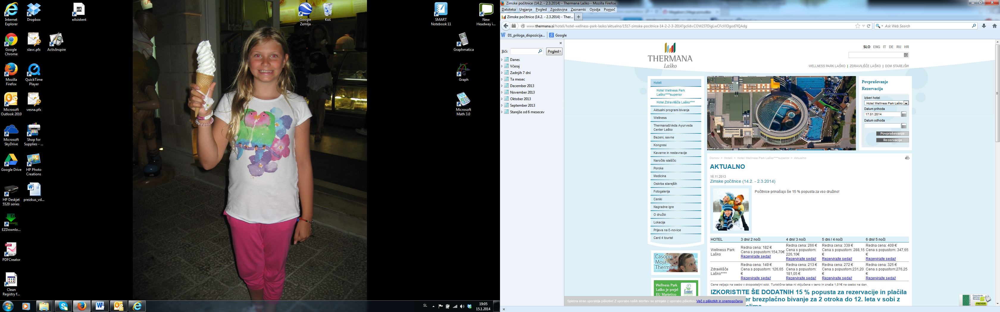 Internet Explorer
Dropbox
eAsistent
Google Zemlja
Koš
SMART Notebook 11
New Headway i...
Google Chrome
slavc.pfx
ActivInspire
Graphmatica
Mozilla Firefox
QuickTime Player
Graph
Microsoft Outlook 2010
vesna.pfx
Microsoft Math 3.0
Microsoft SkyDrive
Shop for Supplies - ...
Google Drive
HP Photo Creations
HP Deskjet 5520 series
preizkus_vd...
EZDownlo...
PDFCreator
Clean Registry f...
SL
19:05
15.1.2014
Zimske počitnice (14.2. - 2.3.2014) - Thermana Laško - Mozilla Firefox
Datoteka Urejanje Pogled Zgodovina Zaznamki Orodja Pomoč
Zimske počitnice (14.2. - 2.3.2014) - Ther...
www.thermana.si/hoteli/hotel-wellness-park-lasko/aktualno/1517-zimske-pocitnice-14-2-2-3-2014?gclid=COW237DigLwCFcVX3god7IQAdg
Ask Web Search
D1_priloga_dispozicija...
Google
Išči:
Pogled
Danes
Včeraj
Zadnjih 7 dni
Ta mesec
December 2013
November 2013
Oktober 2013
September 2013
Starejše od 6 mesecev
THERMANA
Laško
SLO ENG IT DE RU HR
WELLNESS PARK LAŠKO | ZDRAVILIŠČE LAŠKO | DOM STAREJŠIH
Hoteli
Hotel Wellness Park
Laško****superior
Hotel Zdravilišče Laško****
Aktualni programi bivanja
Wellness
Thermana&Veda Ayurveda
Center Laško
Bazeni, savne
Kongresi
Kavarne in restavracije
Naročilo slaščic
Poroke
Medicina
Oskrba starejših
Fotogalerija
Ceniki
Nagradne igre
O družbi
Lokacija
Prijava na E-novice
Card 4 tourist
Časopis
Moja
Thermana
Wellness Park
Laško je prejel
EU Marjetico
Ecolabel
Povpraševanje
Rezervacija
Izberi hotel
Hotel Wellness Park Laško
Datum prihoda
17.01.2014
Datum odhoda
Povpraševanje
Rezervacija
Domov > Hoteli > Hotel Wellness Park Laško****superior > Aktualno
AKTUALNO
16.11.2013
Zimske počitnice (14.2. - 2.3.2014)
Počitnice prinašajo še 15 % popusta za vso družino!
HOTEL 3 dni/ 2 noči 4 dni/ 3 noči 5 dni / 4 noči 6 dni/ 5 noči
Wellness Park Laško
Redna cena: 182 €
Cena s popustom:154,70€
Rezervirajte sedaj!
Redna cena: 266 €
Cena s popustom:
226,10€
Rezervirajte sedaj!
Redna cena: 339 €
Cena s popustom: 288,15
€
Rezervirajte sedaj!
Redna cena: 409 €
Cena s popustom: 347,65
€
Rezervirajte sedaj!
Zdravilišče Laško****
Redna cena: 149 €
Cena s popustom: 126,65
€
Rezervirajte sedaj!
Redna cena: 213 €
Cena s popustom:
181,05 €
Rezervirajte sedaj!
Redna cena: 272 €
Cena s popustom:231,20
€
Rezervirajte sedaj!
Redna cena: 325 €
Cena s popustom:276,25
€
Rezervirajte sedaj!
Cene veljajo na osebo v dvoposteljni sobi. Turistična taksa ni vključena v ceno in znaša 1,01€ na osebo na dan.
IZKORISTITE ŠE DODATNIH 15 % popusta za rezervacije in plačila
er brezplačno bivanje za 2 otroka do 12. leta v sobi z
Spletna stran uporablja piškotke! Z uporabo naših storitev se strinjate z uporabo piškotkov. Več o piškotkih in onemogočanju
Gospodarska zbornica Slovenije
PREVERI